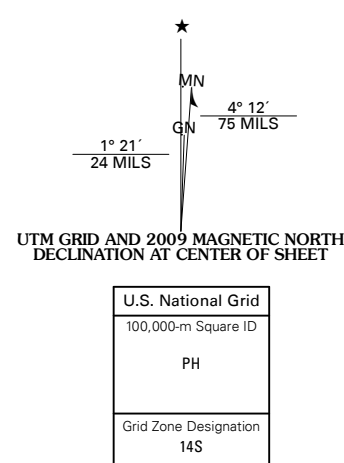 ★
MN
GN
4° 12´
75 MILS
1° 21´
24 MILS
UTM GRID AND 2009 MAGNETIC NORTH
DECLINATION AT CENTER OF SHEET
U.S. National Grid
100,000-m Square ID
PH
Grid Zone Designation
14S